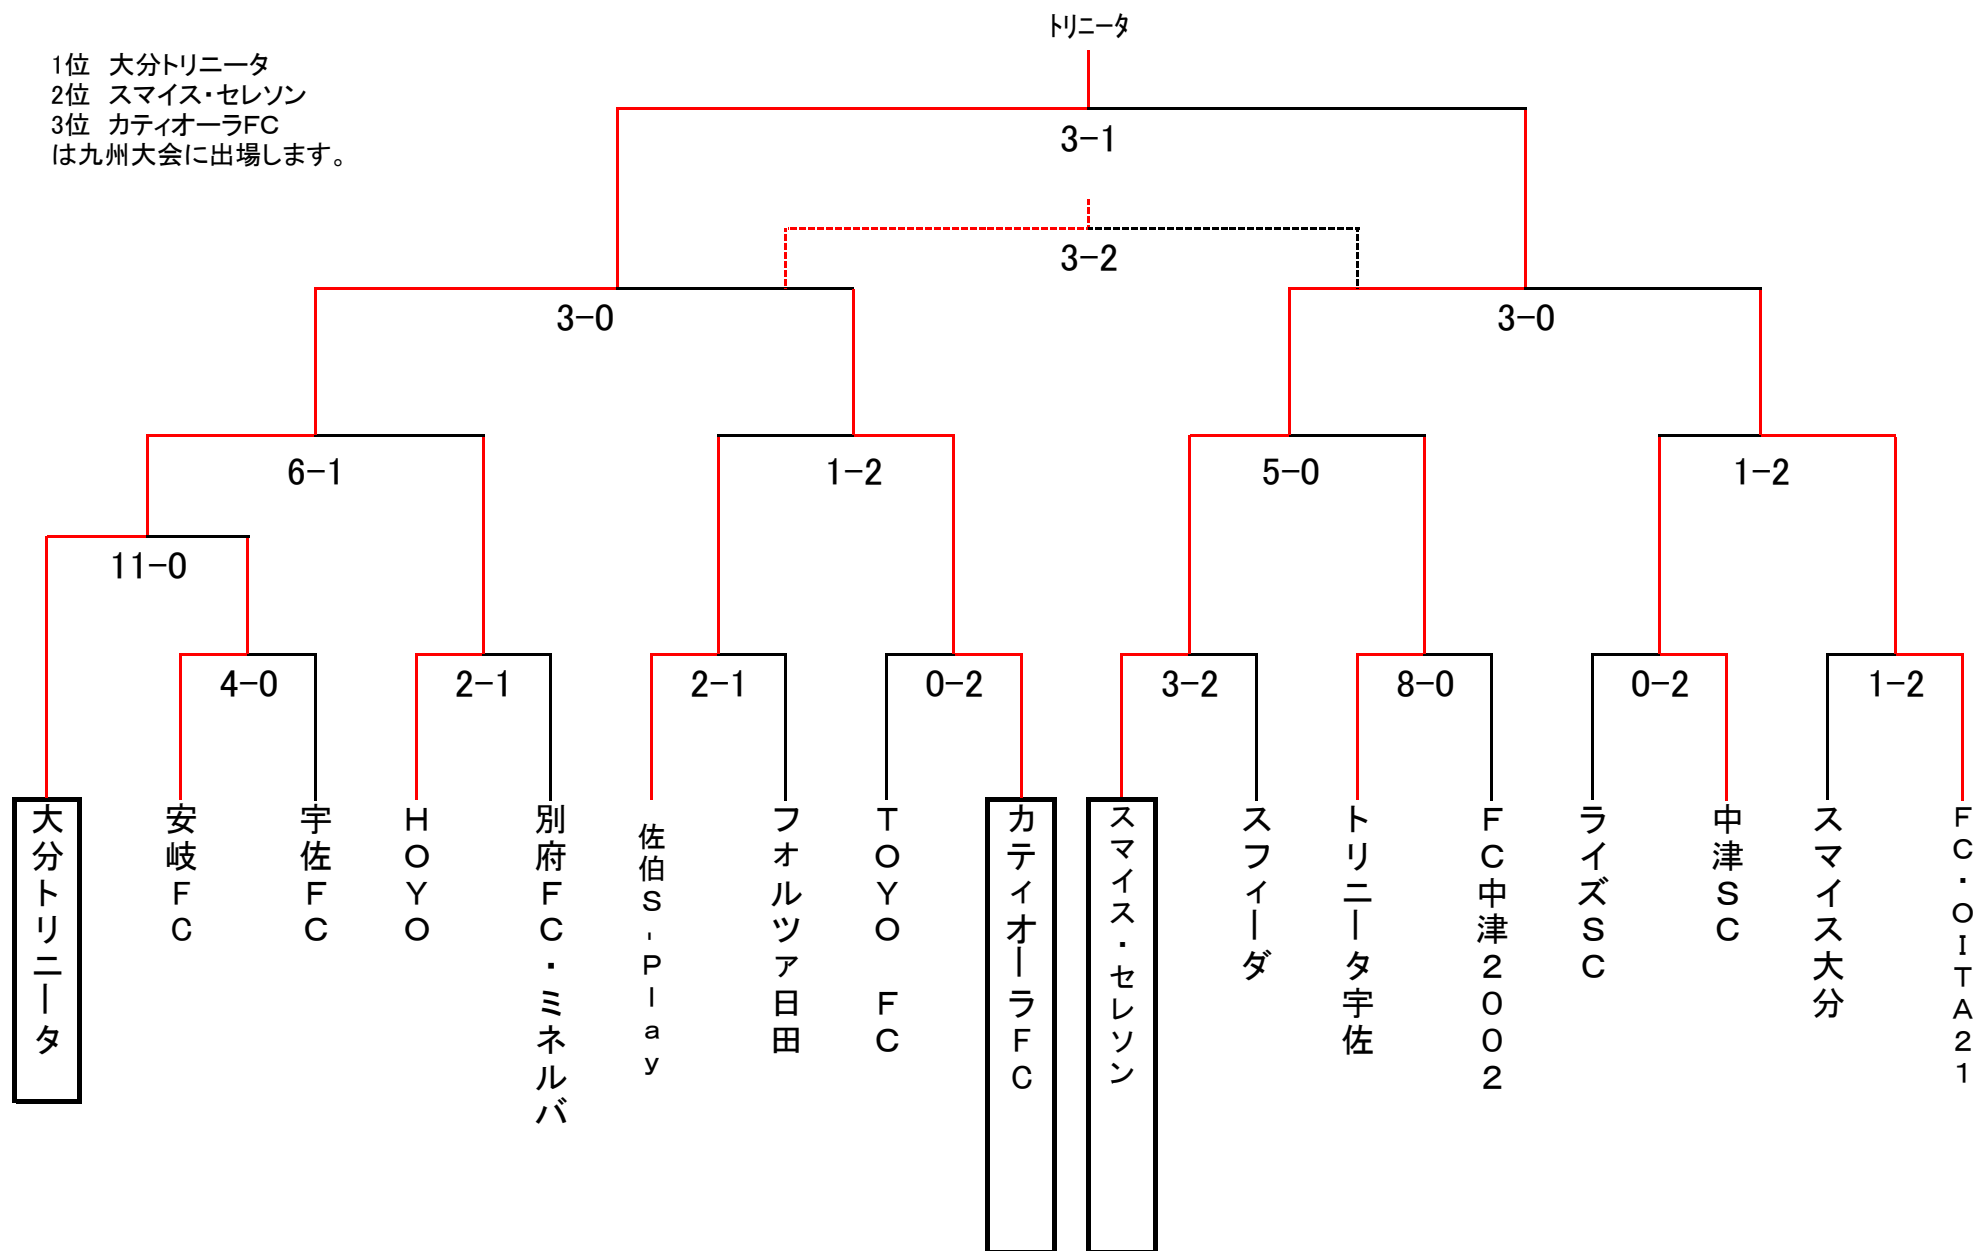 トリニータ
1位 大分トリニータ
2位 スマイス・セレソン
3位 カティオーラFC
は九州大会に出場します。
3-1
3-2
3-0
3-0
6-1
1-2
5-0
1-2
11-0
4-0
2-1
2-1
0-2
3-2
8-0
0-2
1-2
大分トリニータ
安岐FC
宇佐FC
HOYO
別府FC・ミネルバ
佐伯S-Play
フォルツァ日田
TOYO FC
カティオーラFC
スマイス・セレソン
スフィーダ
トリニータ宇佐
FC中津2002
ライズSC
中津SC
スマイス大分
FC・OITA21